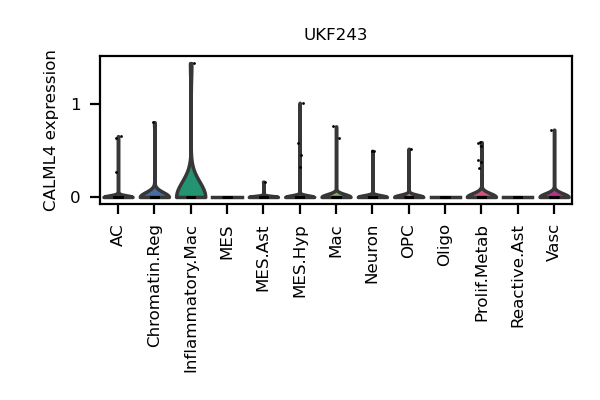 UKF243
CALML4 expression
1
0
AC
Chromatin.Reg
Inflammatory.Mac
MES
MES.Ast
MES.Hyp
Mac
Neuron
OPC
Oligo
Prolif.Metab
Reactive.Ast
Vasc